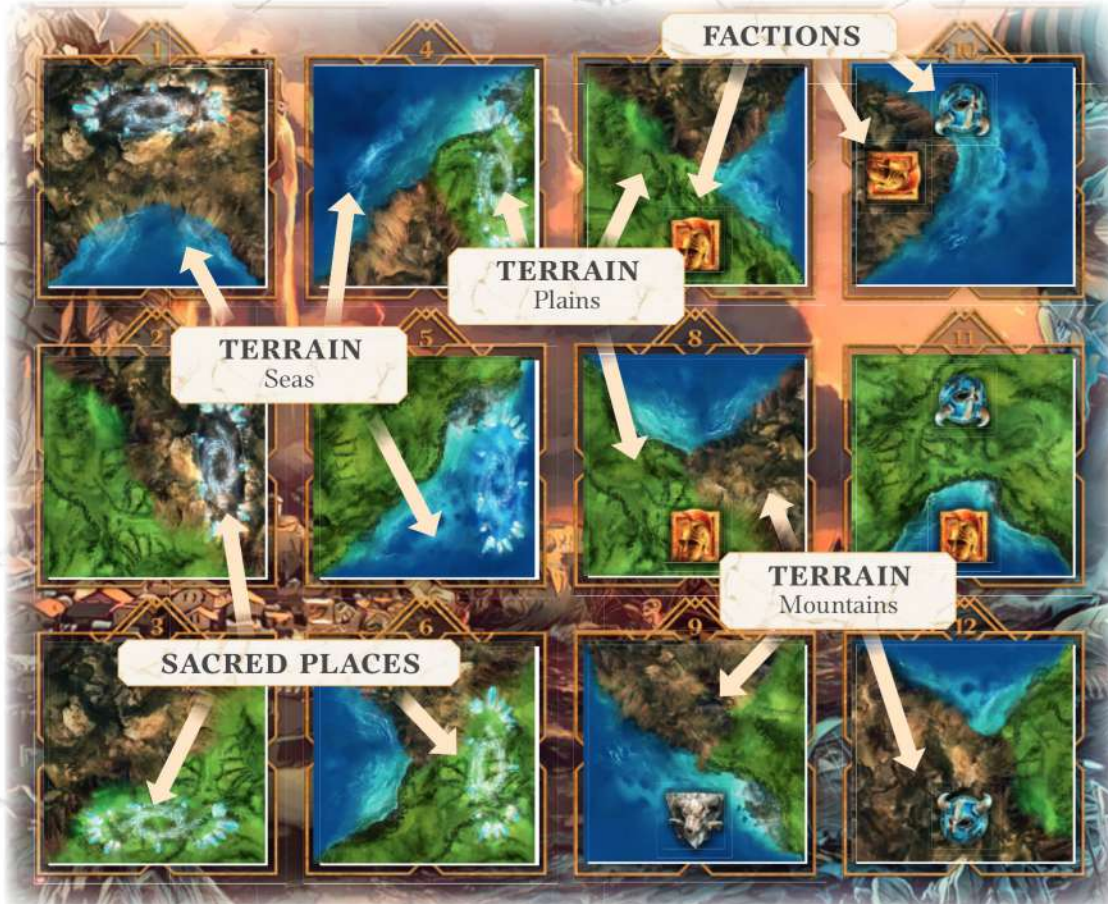 1
4
FACTIONS
10
TERRAIN
Plains
2
TERRAIN
Seas
5
8
11
TERRAIN
Mountains
3
SACRED PLACES
6
9
12